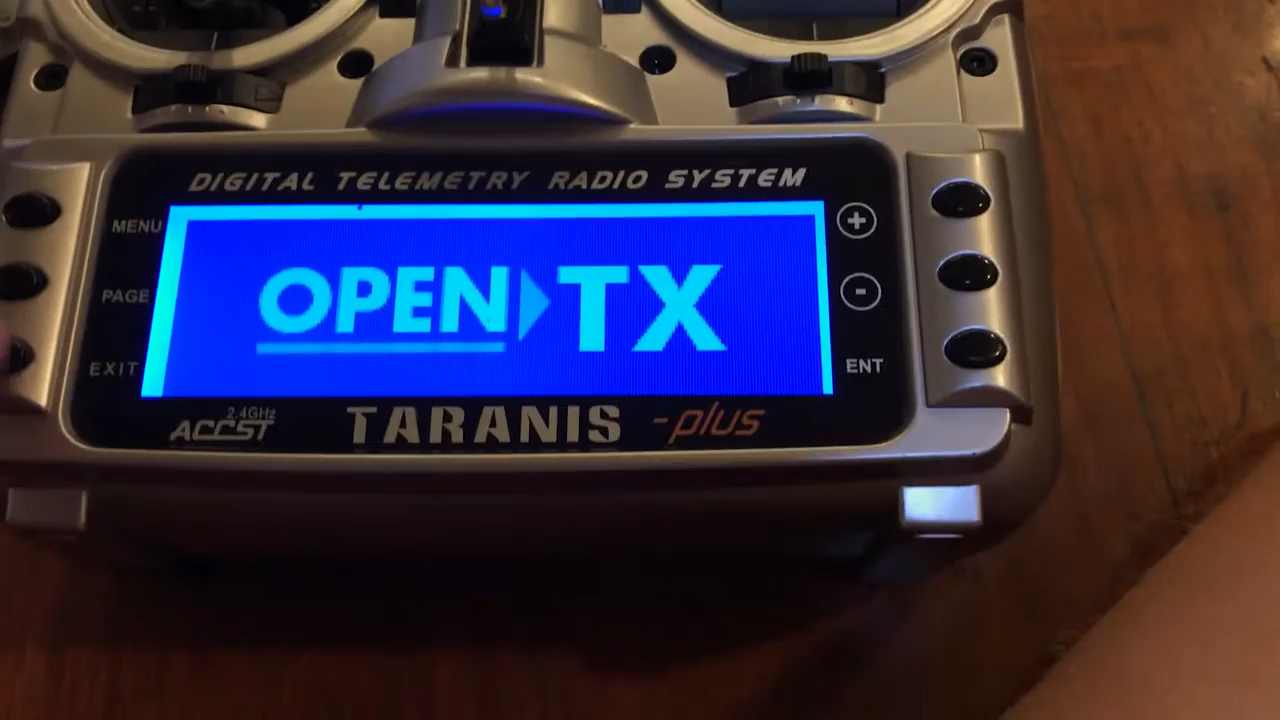 DIGITAL TELEMETRY RADIO SYSTEM
MENU
+
OPEN TX
PAGE
-
EXIT
ENT
2.4GHz
ACCST
TARANIS -plus